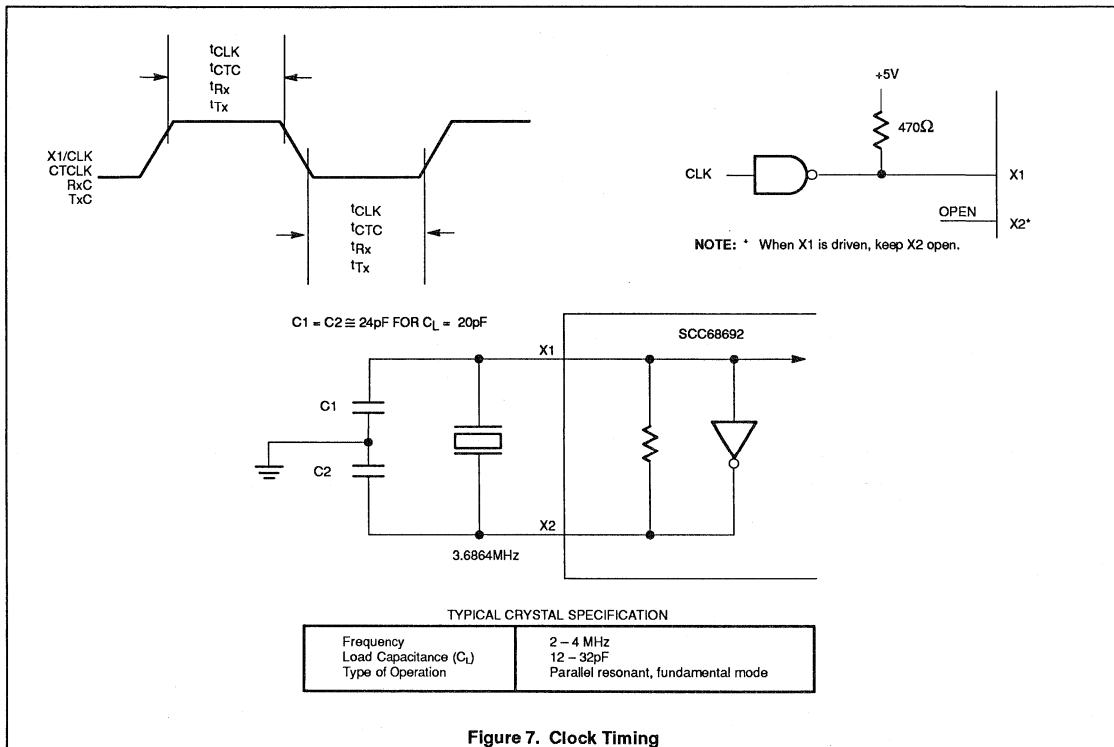 tCLK
tCTC
tRx
tTx
X1/CLK
CTCLK
RxC
TxC
tCLK
tCTC
tRx
tTx
+5V
470Ω
CLK
X1
OPEN
X2*
NOTE: * When X1 is driven, keep X2 open.
C1 = C2 ≅ 24pF FOR CL = 20pF
SCC68692
X1
C1
C2
X2
3.6864MHz
TYPICAL CRYSTAL SPECIFICATION
Frequency 2 – 4 MHz
Load Capacitance (CL) 12 – 32pF
Type of Operation Parallel resonant, fundamental mode
Figure 7. Clock Timing